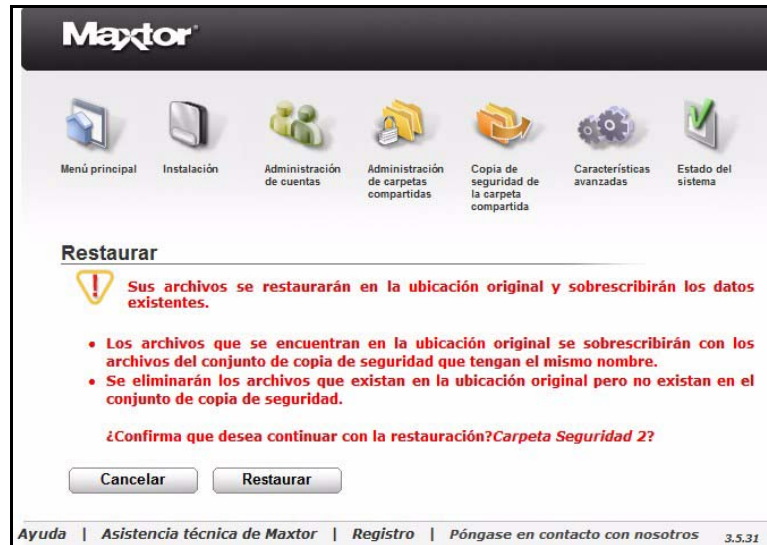 Maxtor
Menú principal
Instalación
Administración
de cuentas
Administración
de carpetas
compartidas
Copia de
seguridad de
la carpeta
compartida
Características
avanzadas
Estado del
sistema
Restaurar
Sus archivos se restaurarán en la ubicación original y sobrescribirán los datos
existentes.
• Los archivos que se encuentran en la ubicación original se sobrescribirán con los
archivos del conjunto de copia de seguridad que tengan el mismo nombre.
• Se eliminarán los archivos que existan en la ubicación original pero no existan en el
conjunto de copia de seguridad.
¿Confirma que desea continuar con la restauración?Carpeta Seguridad 2?
Cancelar
Restaurar
Ayuda | Asistencia técnica de Maxtor | Registro | Póngase en contacto con nosotros 3.5.31